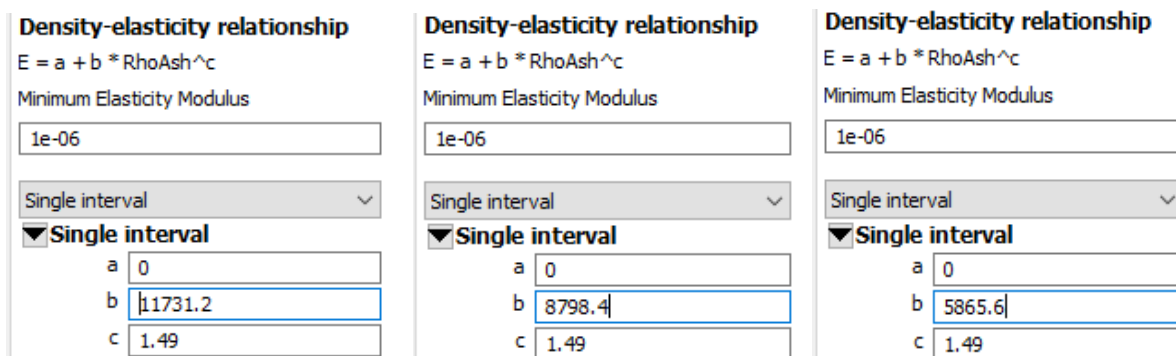 Density-elasticity relationship
E = a + b * RhoAsh^c
Minimum Elasticity Modulus
1e-06
Single interval
Single interval
a 0
b 11731.2
c 1.49
Density-elasticity relationship
E = a + b * RhoAsh^c
Minimum Elasticity Modulus
1e-06
Single interval
Single interval
a 0
b 8798.4
c 1.49
Density-elasticity relationship
E = a + b * RhoAsh^c
Minimum Elasticity Modulus
1e-06
Single interval
Single interval
a 0
b 5865.6
c 1.49